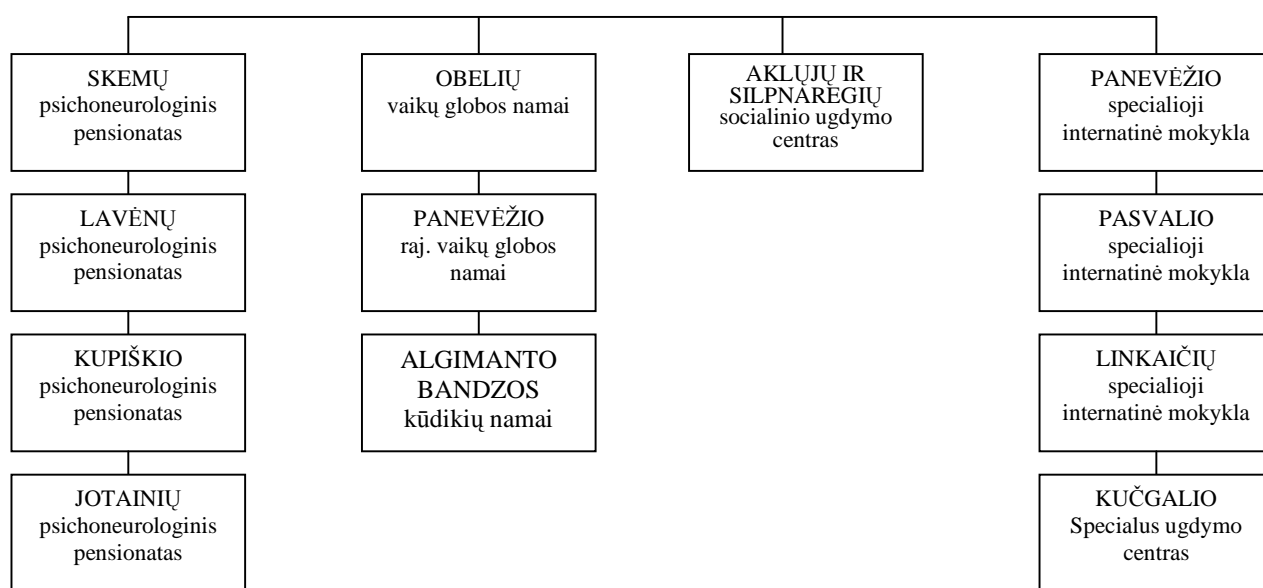 SKEMŲ
psichoneurologinis
pensionatas
LAVĖNŲ
psichoneurologinis
pensionatas
KUPIŠKIO
psichoneurologinis
pensionatas
JOTAINIŲ
psichoneurologinis
pensionatas
OBELIŲ
vaikų globos namai
PANEVĖŽIO
raj. vaikų globos
namai
ALGIMANTO
BANDZOS
kūdikių namai
AKLŲJŲ IR
SILPNAREGIŲ
socialinio ugdymo
centras
PANEVĖŽIO
specialioji
internatinė mokykla
PASVALIO
specialioji
internatinė mokykla
LINKAIČIŲ
specialioji
internatinė mokykla
KUČGALIO
Specialus ugdymo
centras